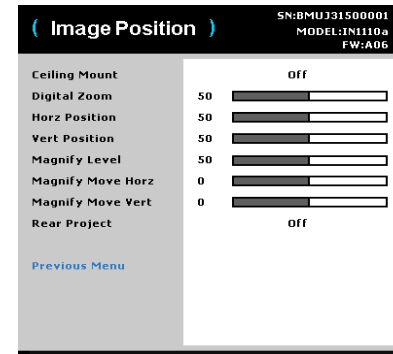 ( Image Position )
SN:BMUJ31500001
MODEL:IN1110a
FW:A06
Ceiling Mount Off
Digital Zoom 50
Horz Position 50
Vert Position 50
Magnify Level 50
Magnify Move Horz 0
Magnify Move Vert 0
Rear Project Off
Previous Menu